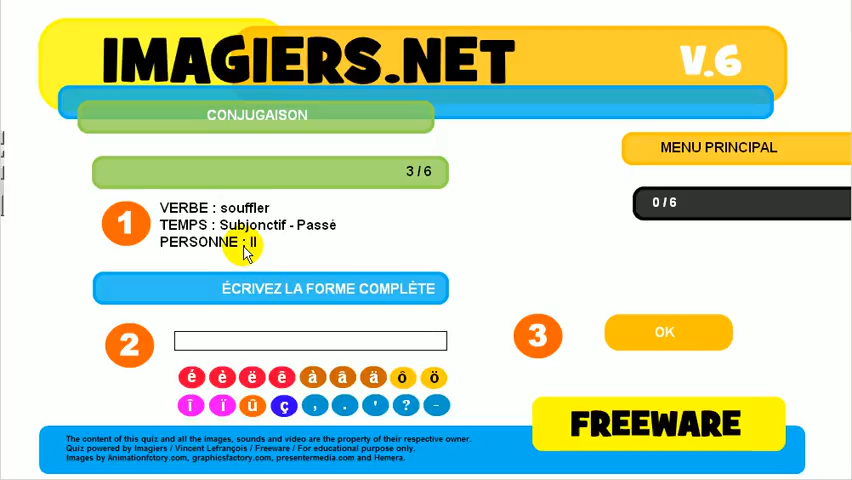 IMAGIERS.NET
V.6
CONJUGAISON
MENU PRINCIPAL
3 / 6
0 / 6
1
VERBE : souffler
TEMPS : Subjonctif - Passé
PERSONNE : Il
ÉCRIVEZ LA FORME COMPLÈTE
2
3
OK
é è ë ê à â ä ô ö
î ï û ç , . ' ? -
FREEWARE
The content of this quiz and all the images, sounds and video are the property of their respective owner.
Quiz powered by Imagiers / Vincent Lefrançois / Freeware / For educational purpose only.
Images by Animationfctory.com, graphicsfactory.com, presentermedia.com and Hemera.